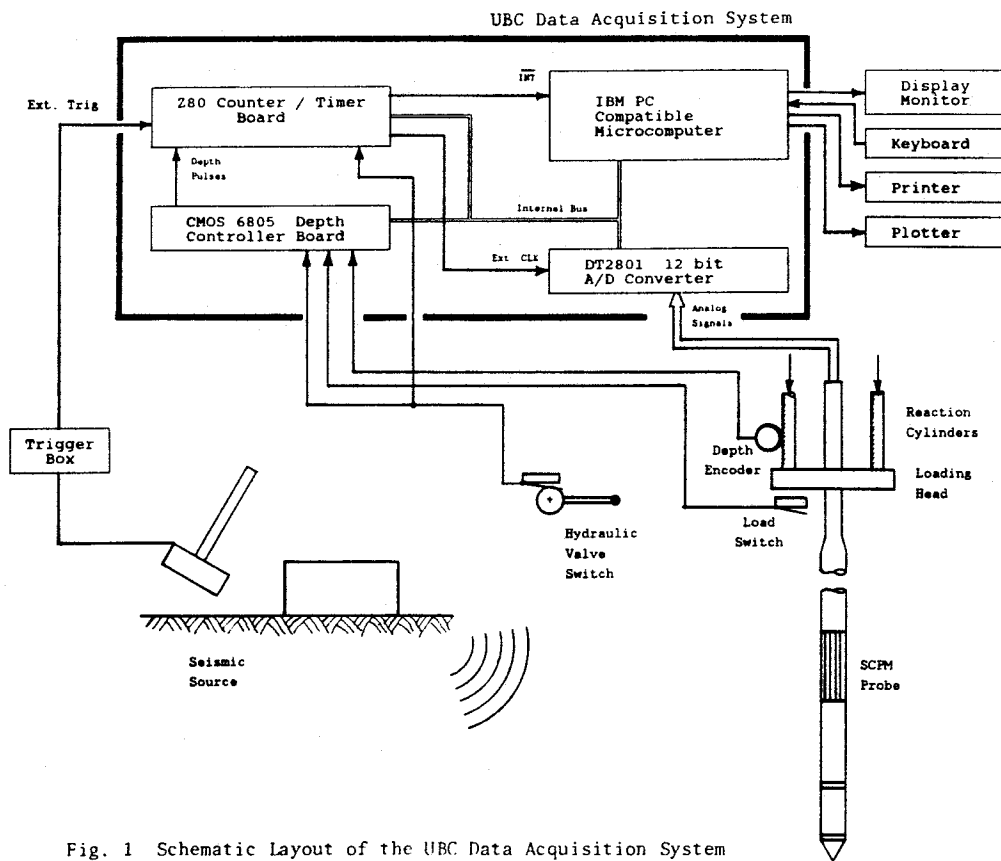 UBC Data Acquisition System
Ext. Trig
Z80 Counter / Timer
Board
INT
IBM PC
Compatible
Microcomputer
Display
Monitor
Keyboard
Printer
Plotter
Depth
Pulses
CMOS 6805 Depth
Controller Board
Internal Bus
Ext CLK
DT2801 12 bit
A/D Converter
Analog
Signals
Trigger
Box
Reaction
Cylinders
Depth
Encoder
Loading
Head
Load
Switch
Hydraulic
Valve
Switch
Seismic
Source
SCPM
Probe
Fig. 1 Schematic Layout of the UBC Data Acquisition System